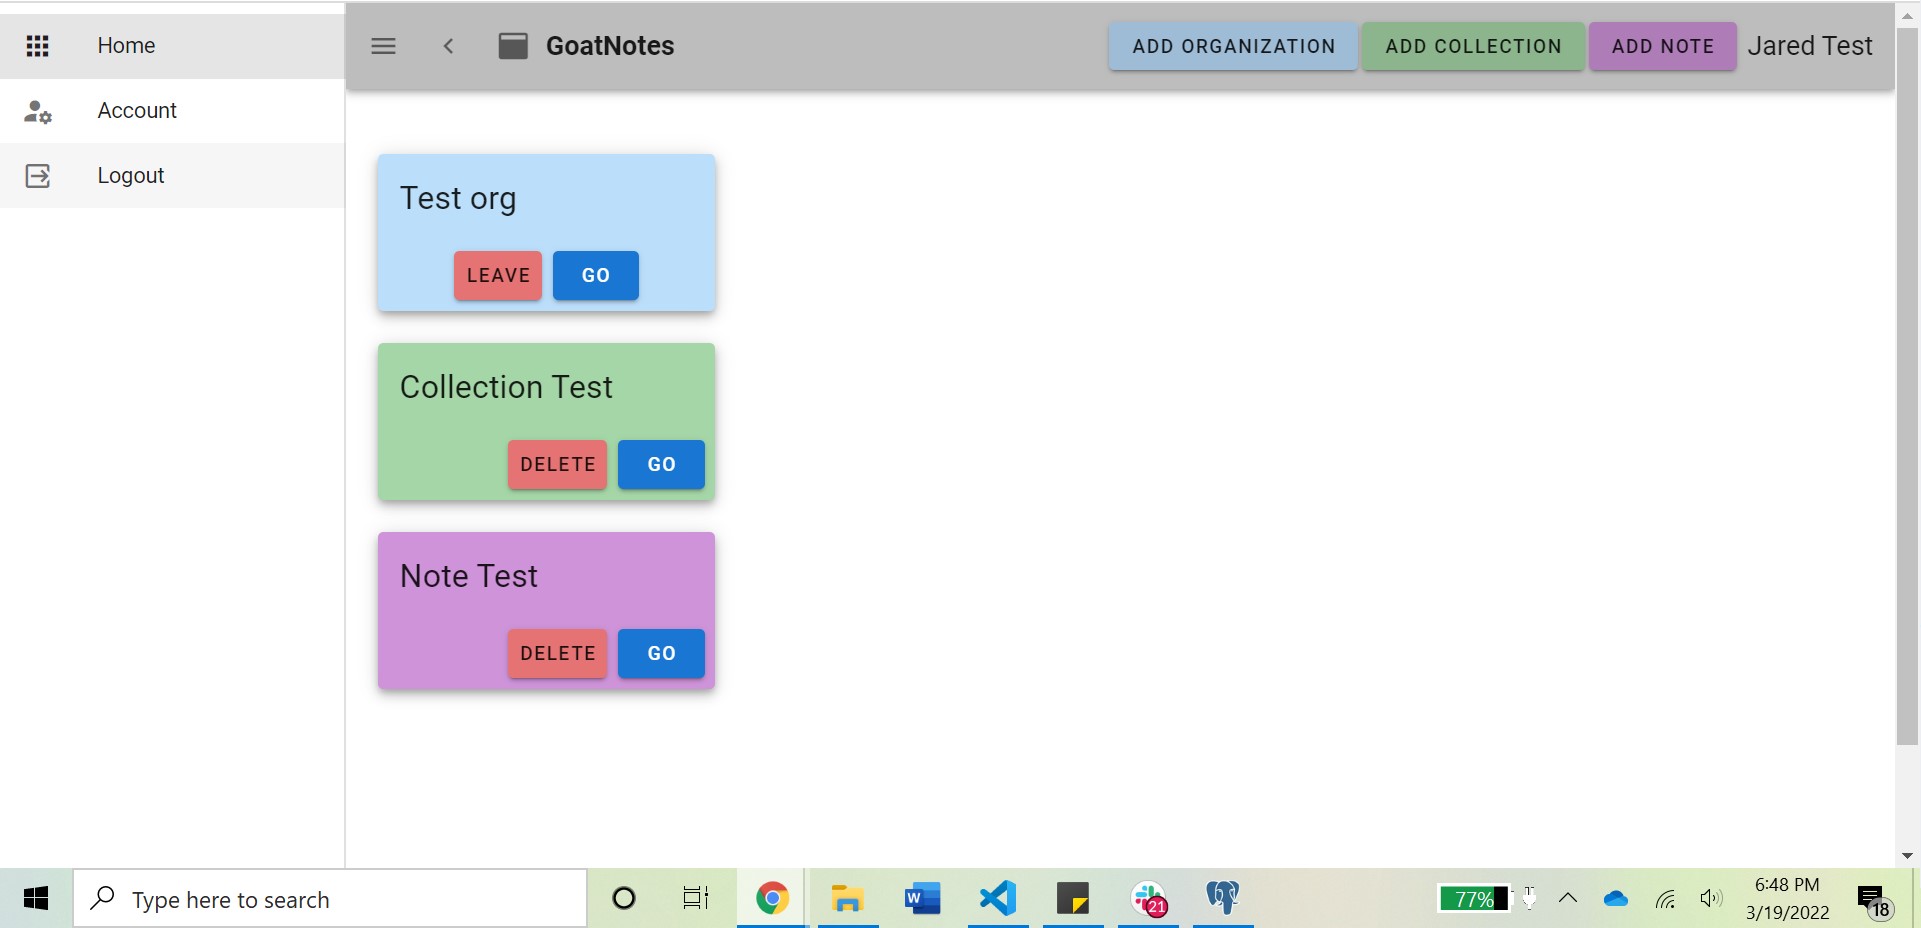 Home
Account
Logout
GoatNotes
ADD ORGANIZATION
ADD COLLECTION
ADD NOTE
Jared Test
Test org
LEAVE
GO
Collection Test
DELETE
GO
Note Test
DELETE
GO
Type here to search
W
21
77%
6:48 PM
3/19/2022
18